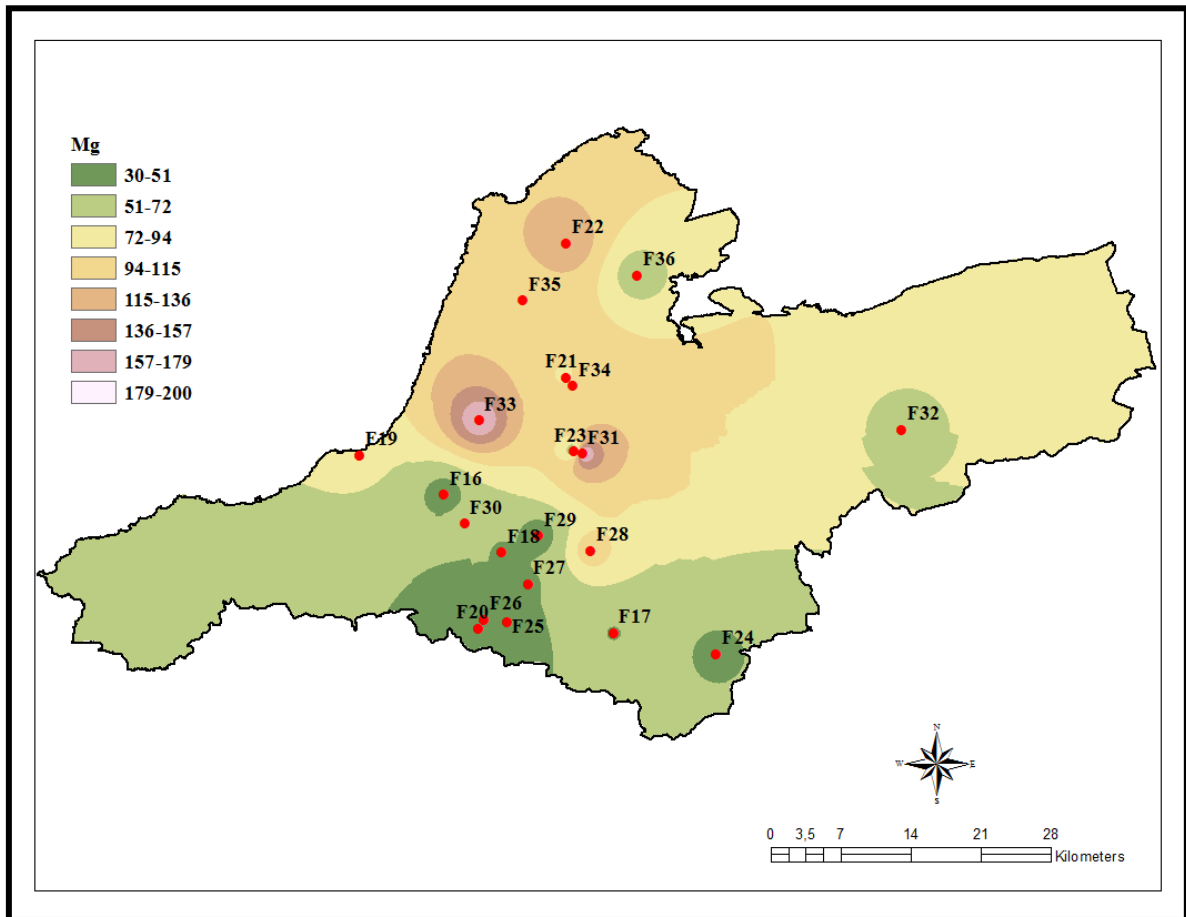 Mg
30-51
51-72
72-94
94-115
115-136
136-157
157-179
179-200
F22
F36
F35
F21
F34
F33
F32
E19
F23
F31
F16
F30
F29
F18
F28
F27
F26
F20
F25
F17
F24
N
W
E
S
0 3,5 7 14 21 28
Kilometers